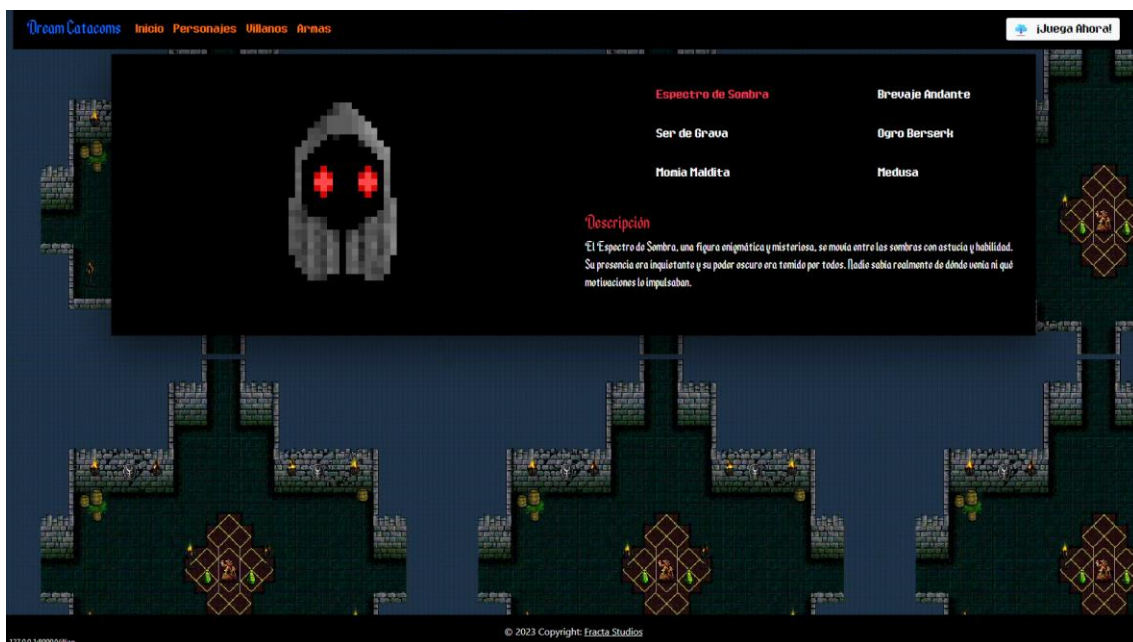 Dream Catacoms Inicio Personajes Villanos Armas ¡Juega Ahora!
Espectro de Sombra Brevaje Andante
Ser de Grava Ogro Berserk
Momia Maldita Medusa
Descripción
El Espectro de Sombra, una figura enigmática y misteriosa, se movía entre las sombras con astucia y habilidad.
Su presencia era inquietante y su poder oscuro era temido por todos. Nadie sabía realmente de dónde venía ni qué
motivaciones lo impulsaban.
© 2023 Copyright: Fracta Studios